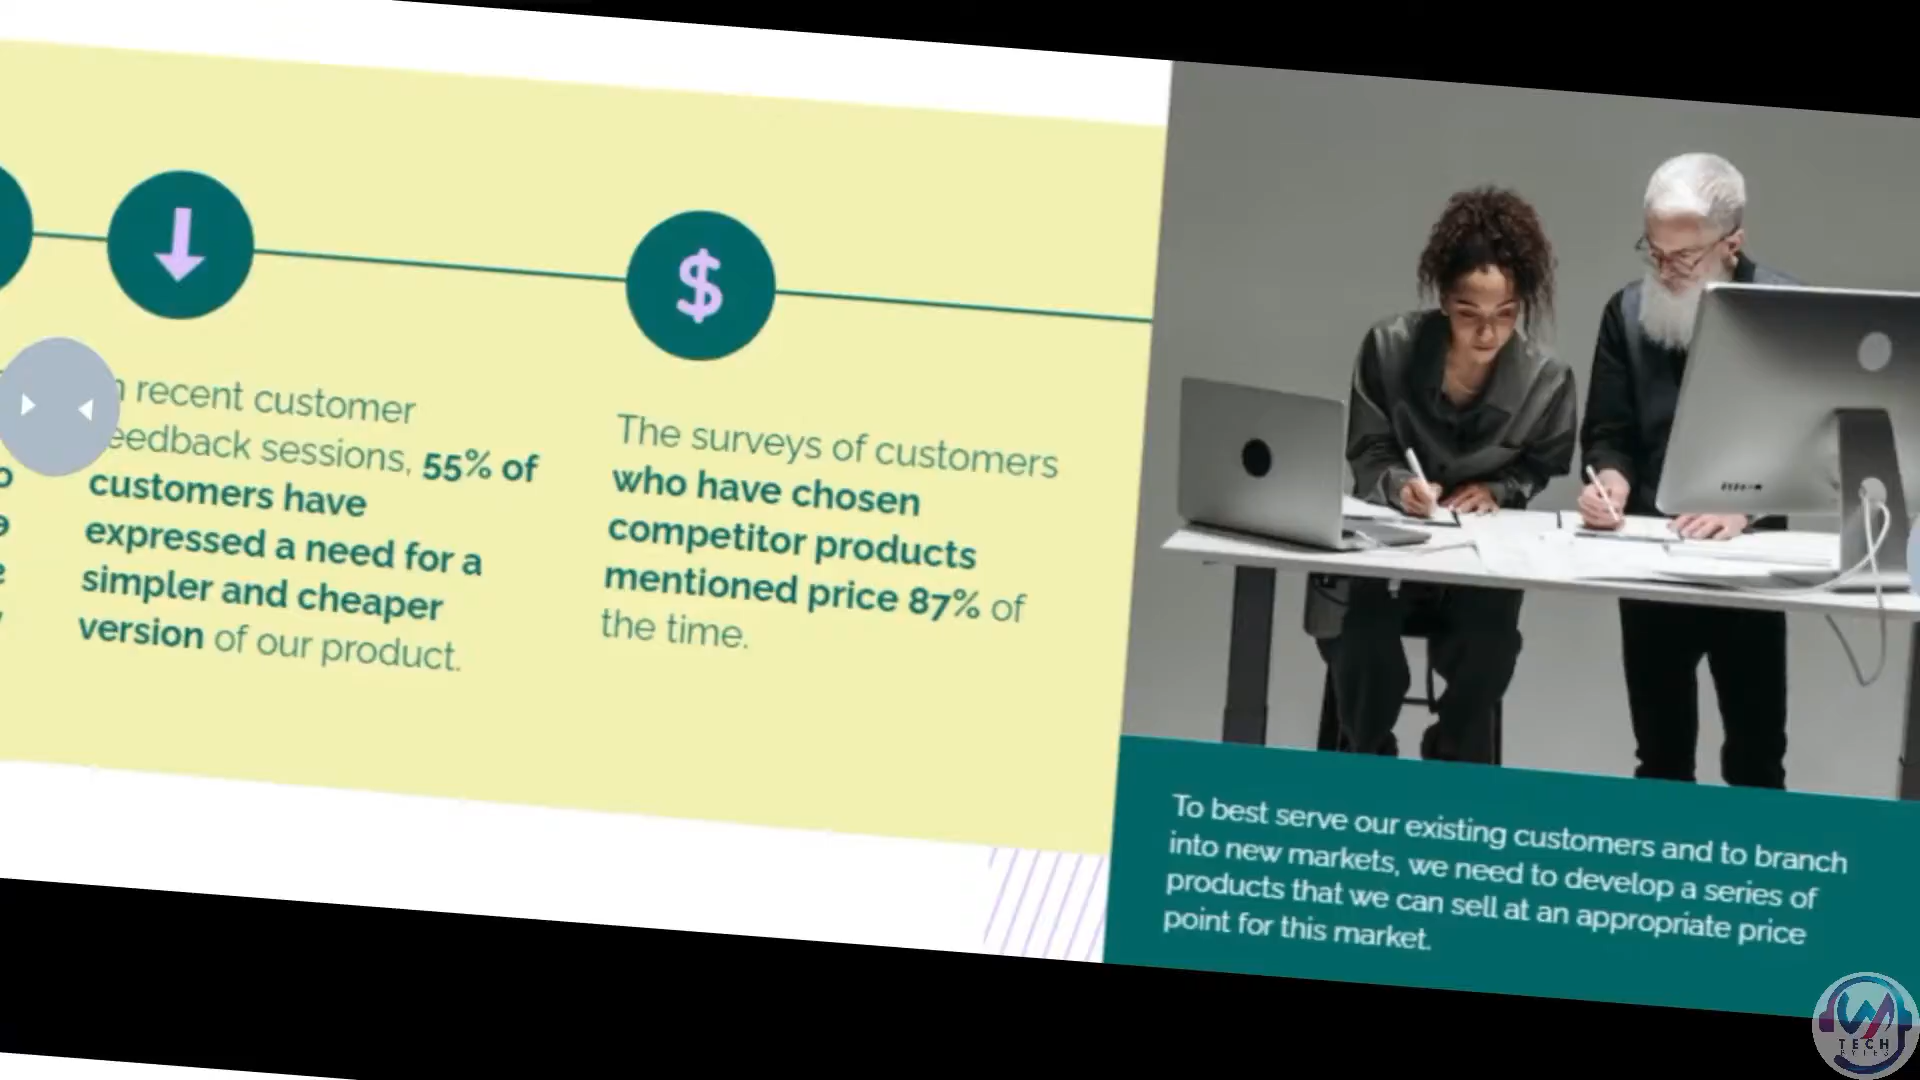 recent customer
feedback sessions, 55% of
customers have
expressed a need for a
simpler and cheaper
version of our product.
$
The surveys of customers
who have chosen
competitor products
mentioned price 87% of
the time.
To best serve our existing customers and to branch
into new markets, we need to develop a series of
products that we can sell at an appropriate price
point for this market.
TECH
BYTES